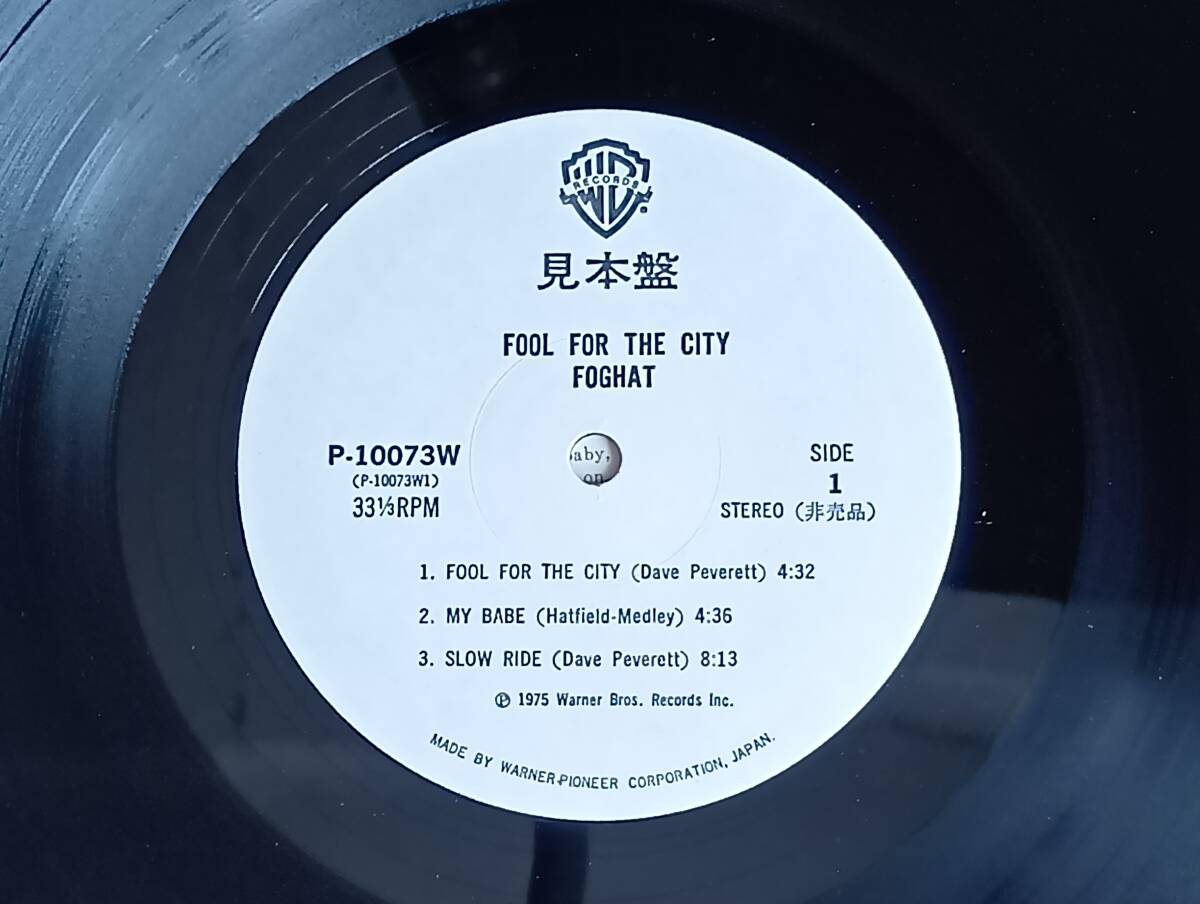 RECORDS
見本盤
FOOL FOR THE CITY
FOGHAT
P-10073W
(P-10073W1)
33⅓RPM
aby,
on
SIDE
1
STEREO (非売品)
1. FOOL FOR THE CITY (Dave Peverett) 4:32
2. MY BABE (Hatfield-Medley) 4:36
3. SLOW RIDE (Dave Peverett) 8:13
℗ 1975 Warner Bros. Records Inc.
MADE BY WARNER-PIONEER CORPORATION, JAPAN.